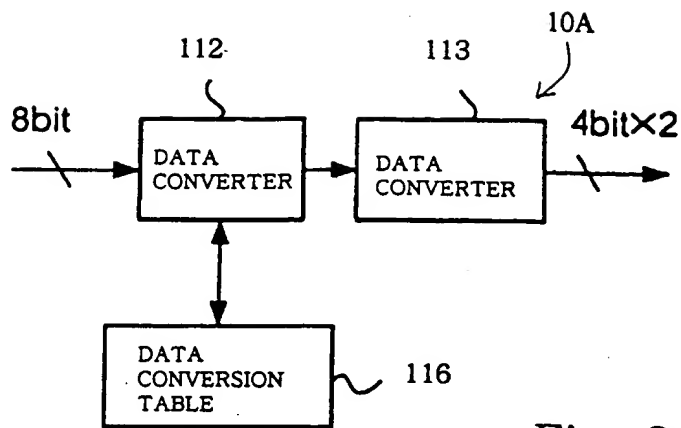 10A
112
113
8bit
4bit×2
DATA
CONVERTER
DATA
CONVERTER
DATA
CONVERSION
TABLE
116